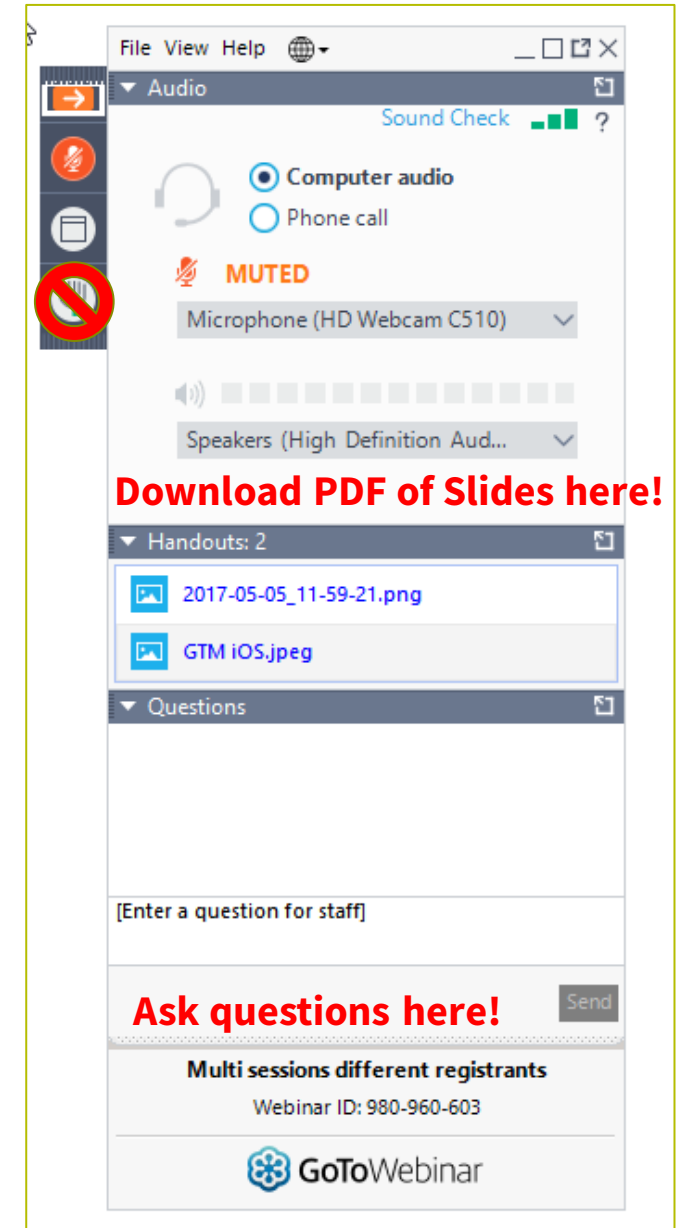 File View Help
Audio
Sound Check ?
Computer audio
Phone call
MUTED
Microphone (HD Webcam C510)
Speakers (High Definition Aud...
Download PDF of Slides here!
Handouts: 2
2017-05-05_11-59-21.png
GTM iOS.jpeg
Questions
[Enter a question for staff]
Ask questions here!
Send
Multi sessions different registrants
Webinar ID: 980-960-603
GoToWebinar